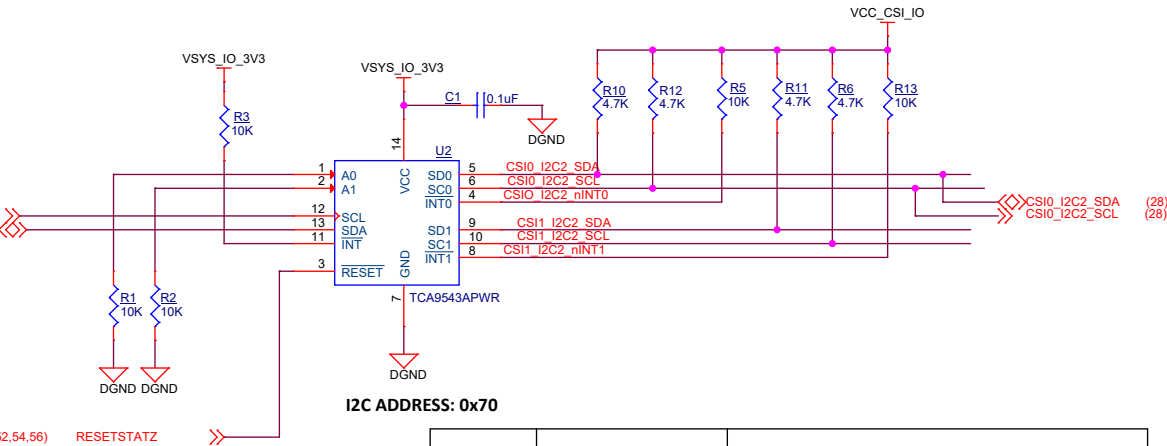 VCC_CSI_IO
VSYS_IO_3V3
VSYS_IO_3V3
R3
10K
C1
0.1uF
DGND
R10
4.7K
R12
4.7K
R5
10K
R11
4.7K
R6
4.7K
R13
10K
U2
14
VCC
1
A0
2
A1
12
SCL
13
SDA
11
INT
3
RESET
SD0
5
CSI0_I2C2_SDA
SC0
6
CSI0_I2C2_SCL
INT0
4
CSIO_I2C2_nINT0
SD1
9
CSI1_I2C2_SDA
SC1
10
CSI1_I2C2_SCL
INT1
8
CSI1_I2C2_nINT1
GND
7
TCA9543APWR
CSI0_I2C2_SDA (28)
CSI0_I2C2_SCL (28)
R1
10K
R2
10K
DGND
DGND
DGND
I2C ADDRESS: 0x70
52,54,56) RESETSTATZ